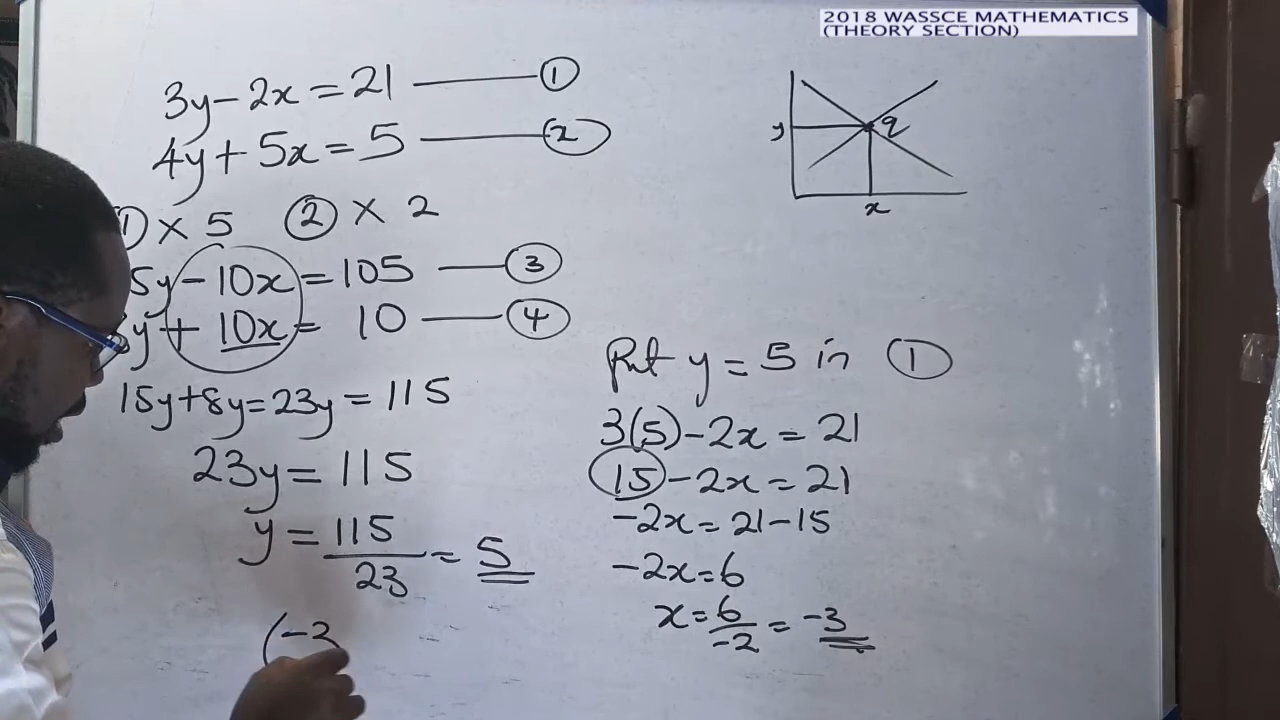 2018 WASSCE MATHEMATICS
(THEORY SECTION)
3y-2x=21 ①
4y+5x=5 ②
① × 5 ② × 2
5y-10x=105 ③
y+10x=10 ④
15y+8y=23y=115
23y=115
y=115/23=5
(-3
y
q
x
Put y=5 in ①
3(5)-2x=21
15-2x=21
-2x=21-15
-2x=6
x=6/-2=-3